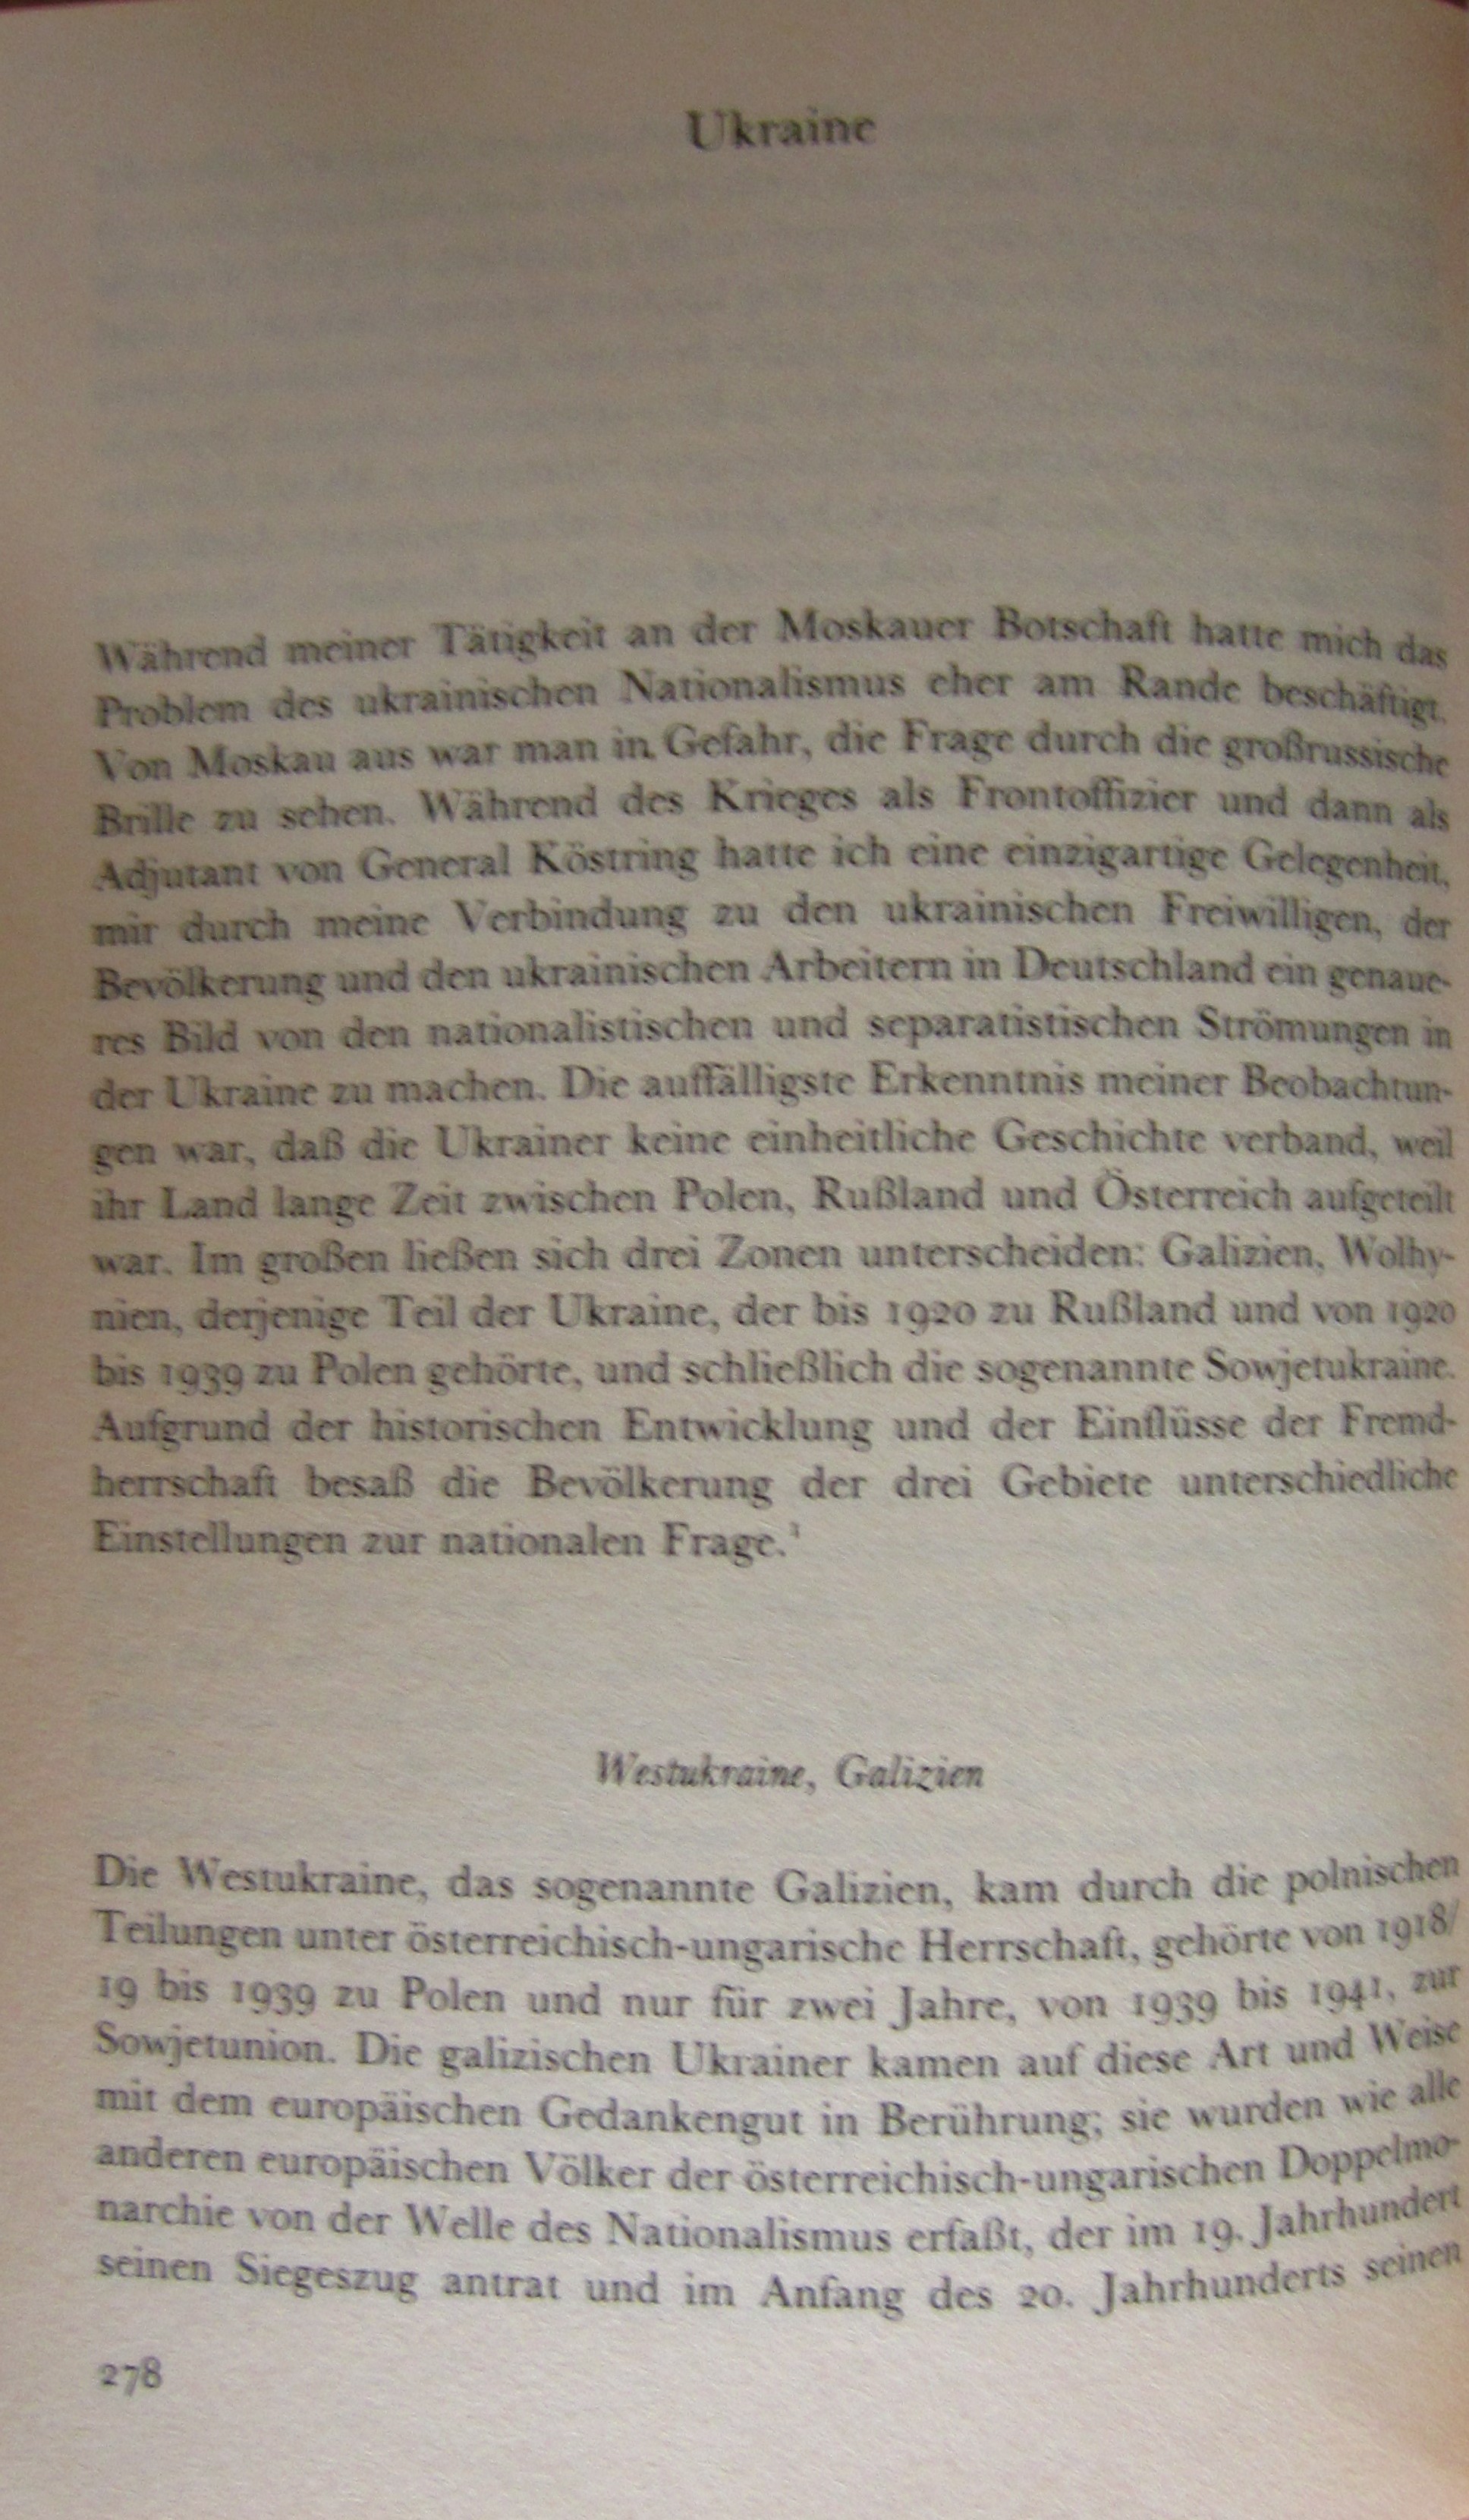 Ukraine
Während meiner Tätigkeit an der Moskauer Botschaft hatte mich das
Problem des ukrainischen Nationalismus eher am Rande beschäftigt.
Von Moskau aus war man in Gefahr, die Frage durch die großrussische
Brille zu sehen. Während des Krieges als Frontoffizier und dann als
Adjutant von General Köstring hatte ich eine einzigartige Gelegenheit,
mir durch meine Verbindung zu den ukrainischen Freiwilligen, der
Bevölkerung und den ukrainischen Arbeitern in Deutschland ein genaue-
res Bild von den nationalistischen und separatistischen Strömungen in
der Ukraine zu machen. Die auffälligste Erkenntnis meiner Beobachtun-
gen war, daß die Ukrainer keine einheitliche Geschichte verband, weil
ihr Land lange Zeit zwischen Polen, Rußland und Österreich aufgeteilt
war. Im großen ließen sich drei Zonen unterscheiden: Galizien, Wolhy-
nien, derjenige Teil der Ukraine, der bis 1920 zu Rußland und von 1920
bis 1939 zu Polen gehörte, und schließlich die sogenannte Sowjetukraine.
Aufgrund der historischen Entwicklung und der Einflüsse der Fremd-
herrschaft besaß die Bevölkerung der drei Gebiete unterschiedliche
Einstellungen zur nationalen Frage.
Westukraine, Galizien
Die Westukraine, das sogenannte Galizien, kam durch die polnischen
Teilungen unter österreichisch-ungarische Herrschaft, gehörte von 1918/
19 bis 1939 zu Polen und nur für zwei Jahre, von 1939 bis 1941, zur
Sowjetunion. Die galizischen Ukrainer kamen auf diese Art und Weise
mit dem europäischen Gedankengut in Berührung; sie wurden wie alle
anderen europäischen Völker der österreichisch-ungarischen Doppelmo-
narchie von der Welle des Nationalismus erfaßt, der im 19. Jahrhundert
seinen Siegeszug antrat und im Anfang des 20. Jahrhunderts seinen
278